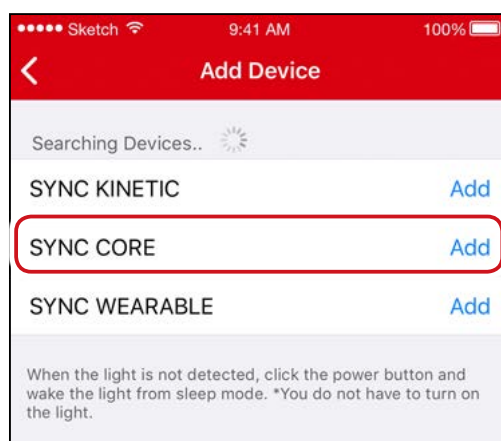 Sketch 9:41 AM 100%
Add Device
Searching Devices..
SYNC KINETIC Add
SYNC CORE Add
SYNC WEARABLE Add
When the light is not detected, click the power button and
wake the light from sleep mode. *You do not have to turn on
the light.